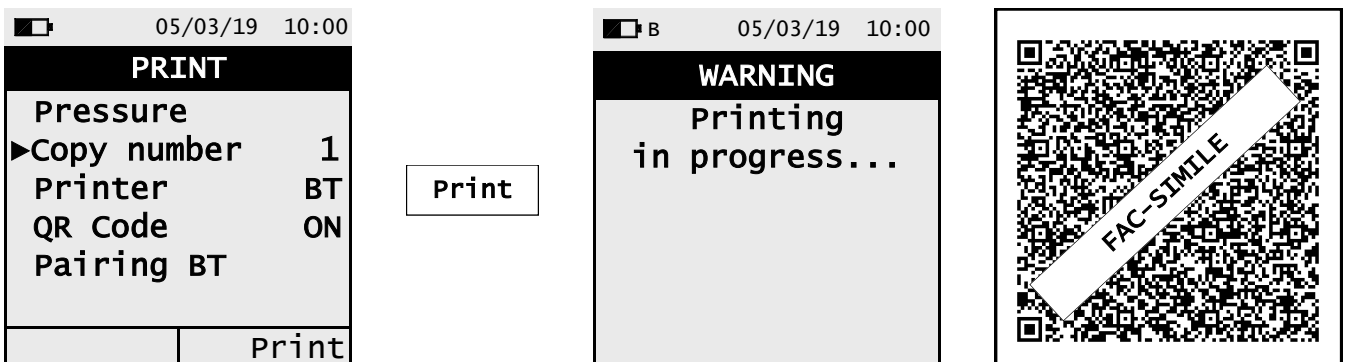 05/03/19 10:00
PRINT
Pressure
►Copy number 1
Printer BT
QR Code ON
Pairing BT
Print
Print
B 05/03/19 10:00
WARNING
Printing
in progress...
FAC-SIMILE